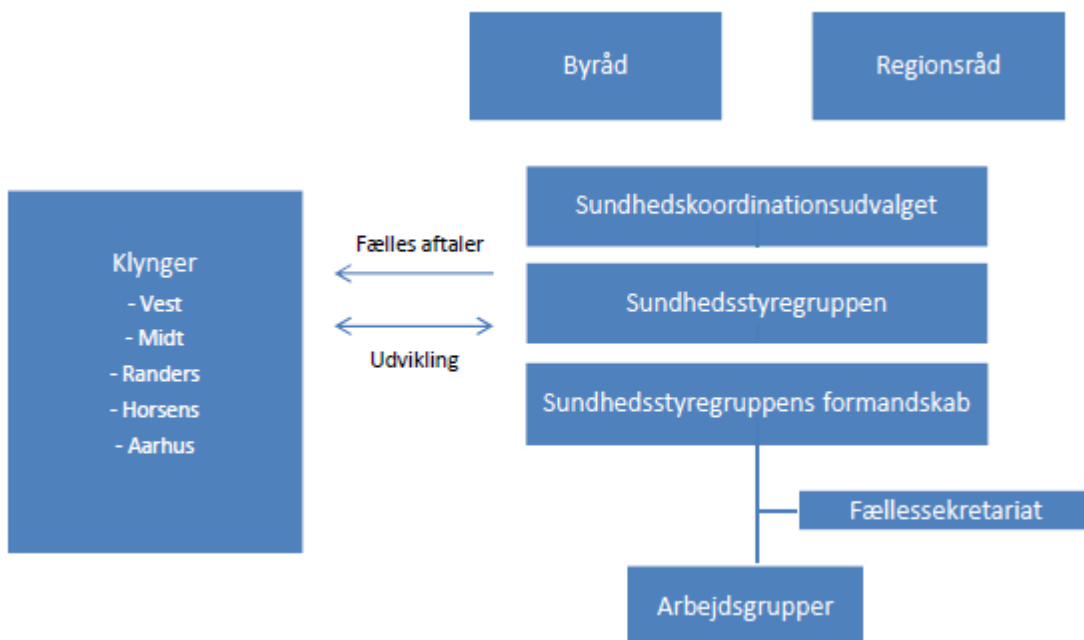 Byråd
Regionsråd
Sundhedskoordinationsudvalget
Klynger
- Vest
- Midt
- Randers
- Horsens
- Aarhus
Fælles aftaler
Udvikling
Sundhedsstyregruppen
Sundhedsstyregruppens formandskab
Fællessekretariat
Arbejdsgrupper